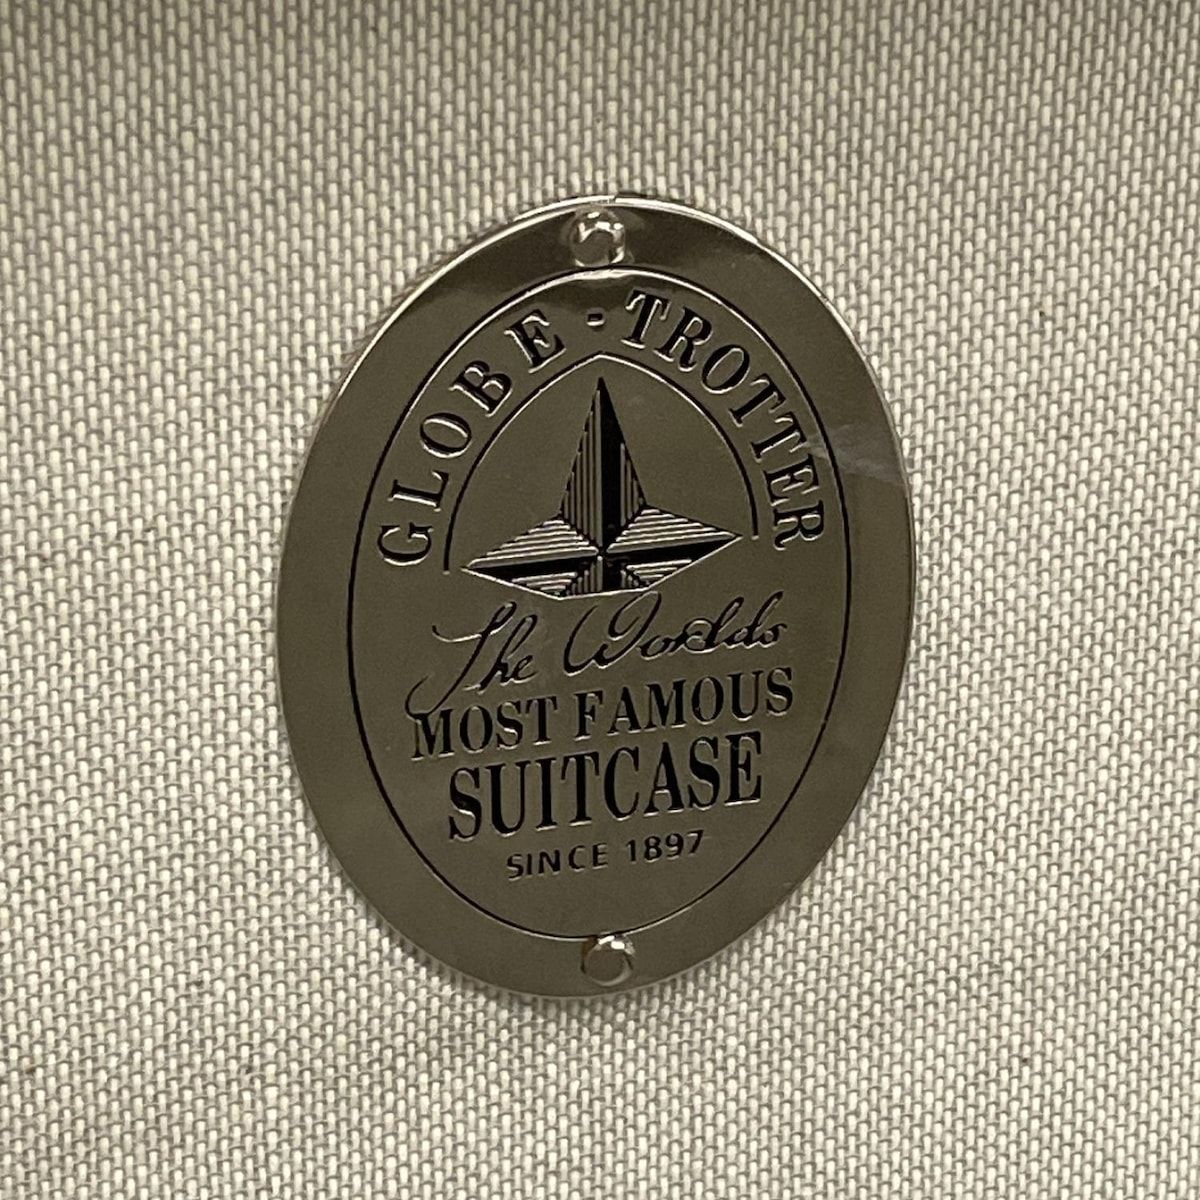 GLOBE-TROTTER
The Worlds
MOST FAMOUS
SUITCASE
SINCE 1897